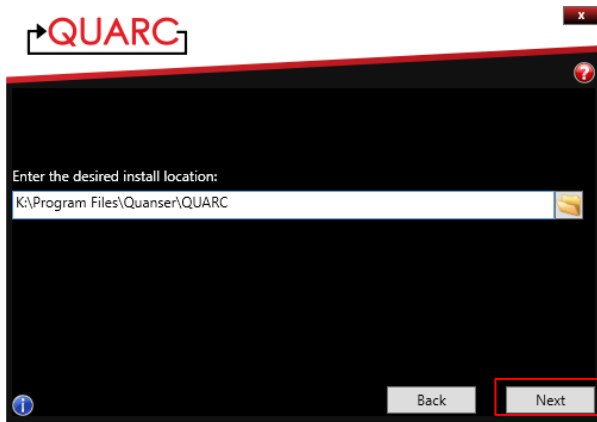 QUARC
x
?
Enter the desired install location:
K:\Program Files\Quanser\QUARC
i
Back
Next